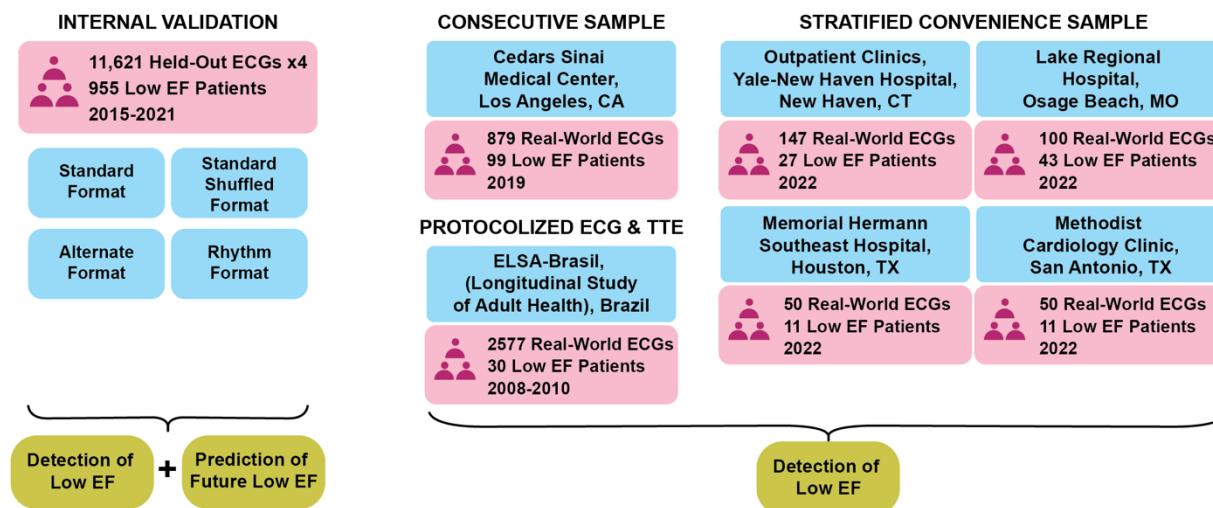 INTERNAL VALIDATION
11,621 Held-Out ECGs x4
955 Low EF Patients
2015-2021
Standard
Format
Standard
Shuffled
Format
Alternate
Format
Rhythm
Format
Detection of
Low EF
+
Prediction of
Future Low EF
CONSECUTIVE SAMPLE
Cedars Sinai
Medical Center,
Los Angeles, CA
879 Real-World ECGs
99 Low EF Patients
2019
PROTOCOLIZED ECG & TTE
ELSA-Brasil,
(Longitudinal Study
of Adult Health), Brazil
2577 Real-World ECGs
30 Low EF Patients
2008-2010
STRATIFIED CONVENIENCE SAMPLE
Outpatient Clinics,
Yale-New Haven Hospital,
New Haven, CT
147 Real-World ECGs
27 Low EF Patients
2022
Lake Regional
Hospital,
Osage Beach, MO
100 Real-World ECGs
43 Low EF Patients
2022
Memorial Hermann
Southeast Hospital,
Houston, TX
50 Real-World ECGs
11 Low EF Patients
2022
Methodist
Cardiology Clinic,
San Antonio, TX
50 Real-World ECGs
11 Low EF Patients
2022
Detection of
Low EF